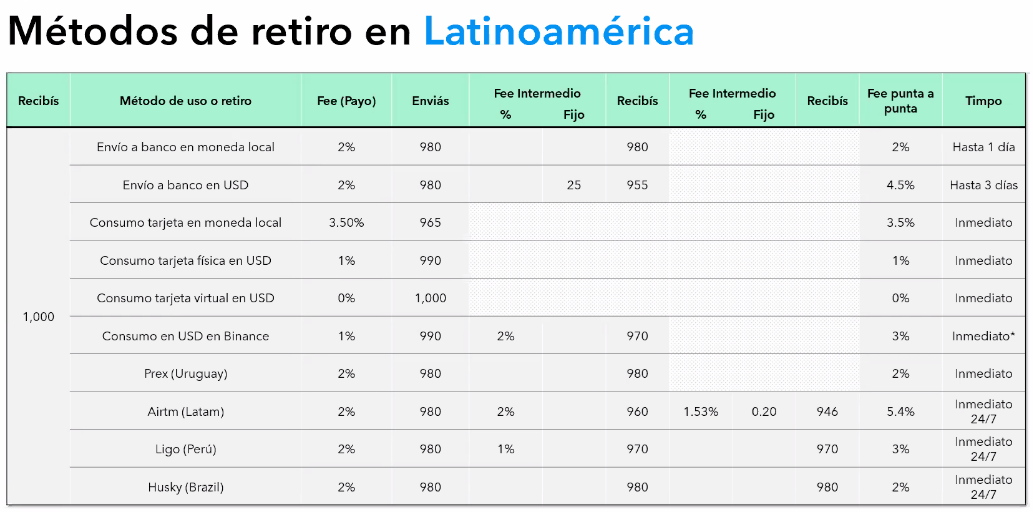 Métodos de retiro en Latinoamérica
Recibís Método de uso o retiro Fee (Payo) Enviás Fee Intermedio % Fijo Recibís Fee Intermedio % Fijo Recibís Fee punta a punta Timpo
1,000
Envío a banco en moneda local 2% 980 980 2% Hasta 1 día
Envío a banco en USD 2% 980 25 955 4.5% Hasta 3 días
Consumo tarjeta en moneda local 3.50% 965 3.5% Inmediato
Consumo tarjeta física en USD 1% 990 1% Inmediato
Consumo tarjeta virtual en USD 0% 1,000 0% Inmediato
Consumo en USD en Binance 1% 990 2% 970 3% Inmediato*
Prex (Uruguay) 2% 980 980 2% Inmediato
Airtm (Latam) 2% 980 2% 960 1.53% 0.20 946 5.4% Inmediato 24/7
Ligo (Perú) 2% 980 1% 970 970 3% Inmediato 24/7
Husky (Brazil) 2% 980 980 980 2% Inmediato 24/7